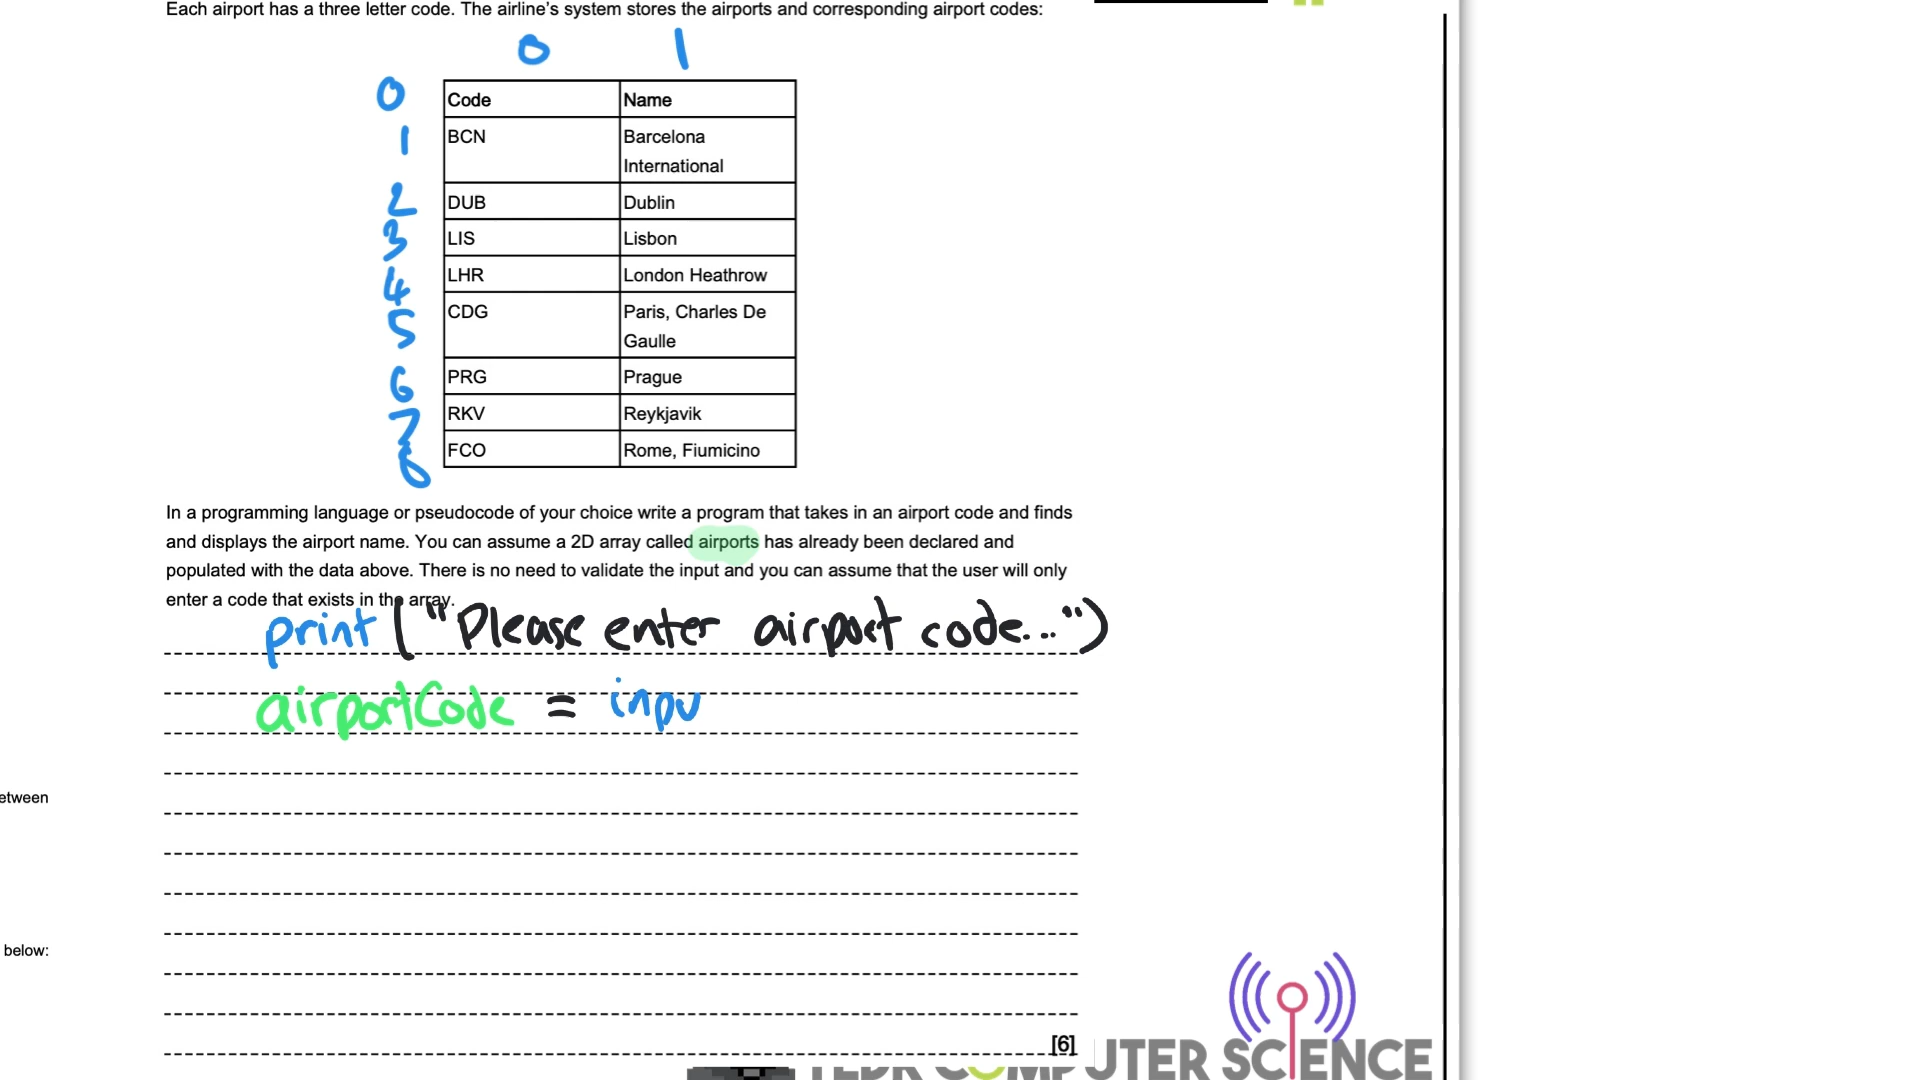 Each airport has a three letter code. The airline's system stores the airports and corresponding airport codes:
0 1
0 Code Name
1 BCN Barcelona International
2 DUB Dublin
3 LIS Lisbon
4 LHR London Heathrow
5 CDG Paris, Charles De Gaulle
6 PRG Prague
7 RKV Reykjavik
8 FCO Rome, Fiumicino
In a programming language or pseudocode of your choice write a program that takes in an airport code and finds
and displays the airport name. You can assume a 2D array called airports has already been declared and
populated with the data above. There is no need to validate the input and you can assume that the user will only
enter a code that exists in the array.
print ("Please enter airport code...")
airportCode = inpu
etween
below:
[6]
UTER SCIENCE